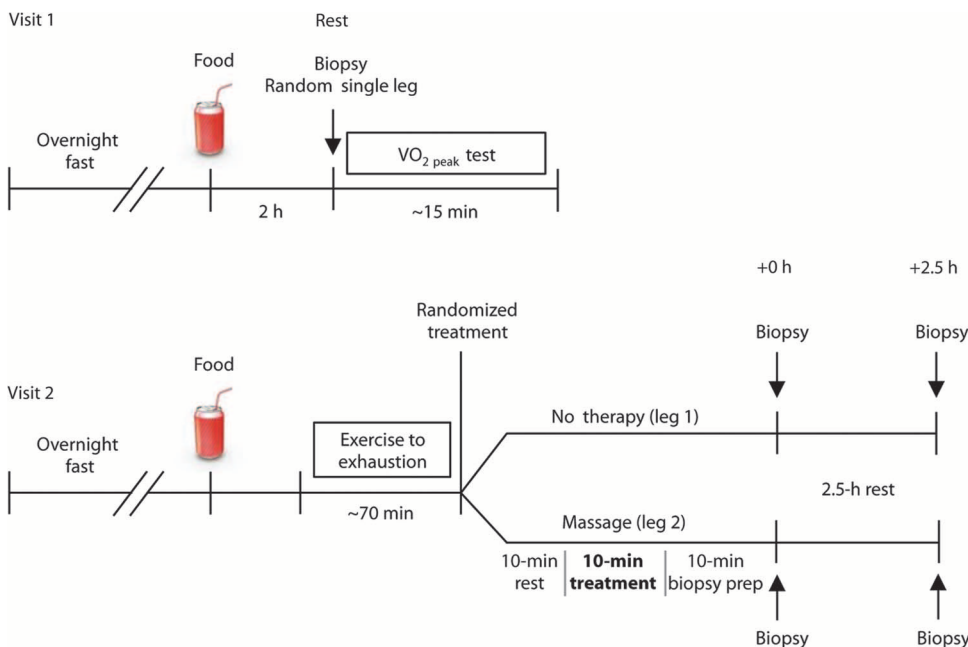 Visit 1
Rest
Food
Biopsy
Random single leg
Overnight
fast
VO2 peak test
2 h
~15 min
+0 h
+2.5 h
Randomized
treatment
Biopsy
Biopsy
Food
Visit 2
No therapy (leg 1)
Overnight
fast
Exercise to
exhaustion
2.5-h rest
~70 min
Massage (leg 2)
10-min
rest
10-min
treatment
10-min
biopsy prep
Biopsy
Biopsy